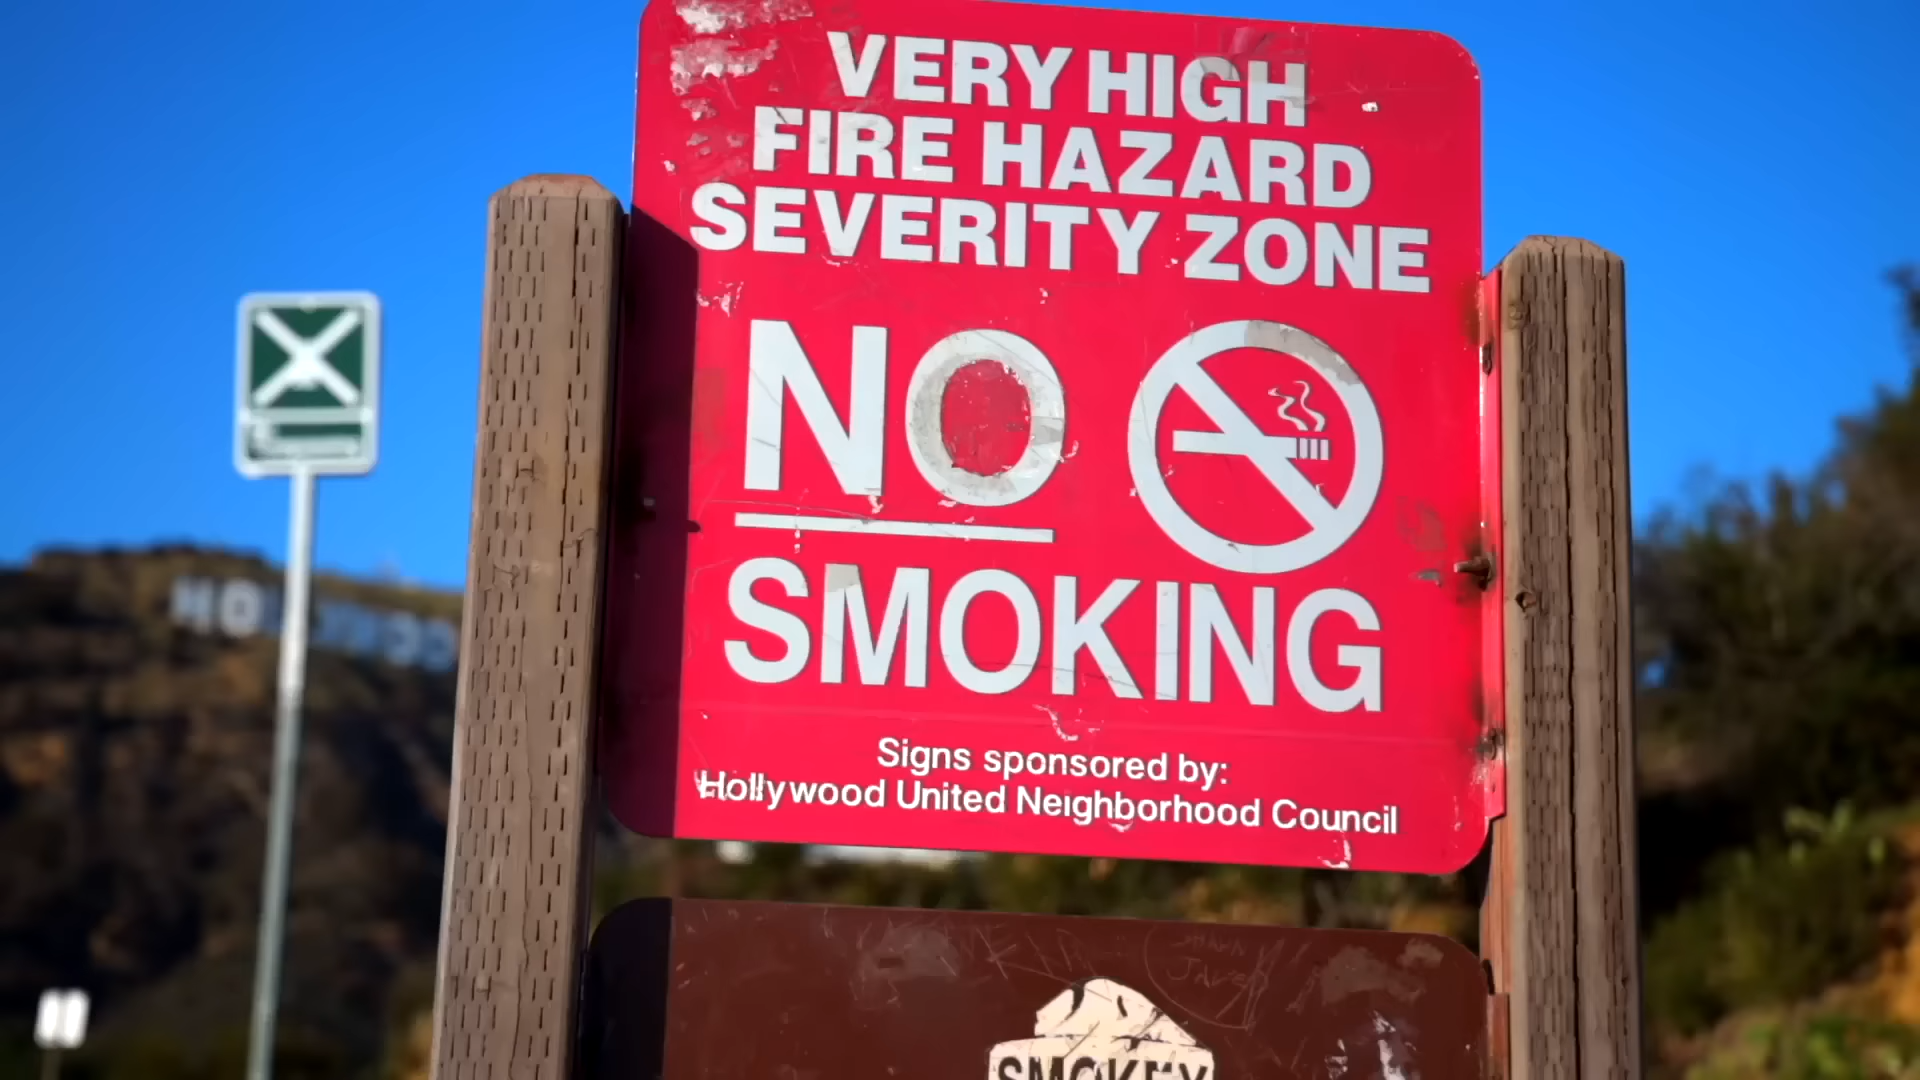 VERY HIGH
FIRE HAZARD
SEVERITY ZONE
NO
SMOKING
Signs sponsored by:
Hollywood United Neighborhood Council
SMOKEY